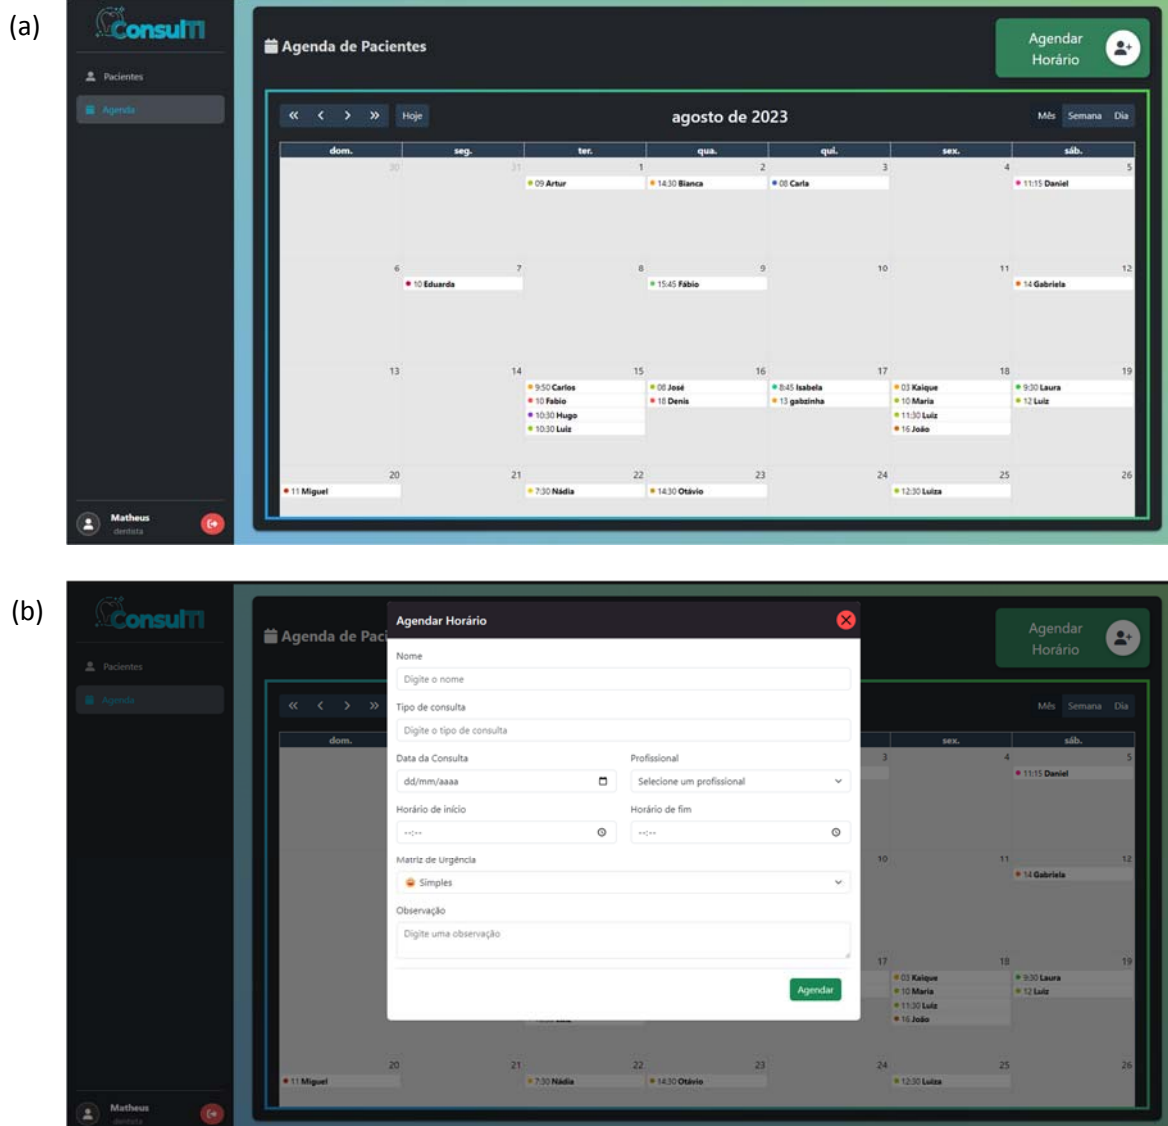 (a)
ConsulTI
Agenda de Pacientes
Agendar
Horário
Pacientes
Agenda
Hoje
agosto de 2023
Mês Semana Dia
dom. seg. ter. qua. qui. sex. sáb.
30 31 1 2 3 4 5
09 Artur 14:30 Bianca 08 Carla 11:15 Daniel
6 7 8 9 10 11 12
10 Eduarda 15:45 Fábio 14 Gabriela
13 14 15 16 17 18 19
9:50 Carlos 08 José 8:45 Isabela 03 Kaique 9:30 Laura
10 Fabio 18 Denis 13 gabzinha 10 Maria 12 Luiz
10:30 Hugo 11:30 Luiz
10:30 Luiz 16 João
20 21 22 23 24 25 26
11 Miguel 7:30 Nádia 14:30 Otávio 12:30 Luiza
Matheus
dentista
(b)
ConsulTI
Agenda de Paci
Agendar
Horário
Pacientes
Agenda
Agendar Horário
Nome
Digite o nome
Tipo de consulta
Digite o tipo de consulta
Data da Consulta Profissional
dd/mm/aaaa Selecione um profissional
Horário de início Horário de fim
--:-- --:--
Matriz de Urgência
Simples
Observação
Digite uma observação
Agendar
Mês Semana Dia
dom. sex. sáb.
3 4 5
11:15 Daniel
10 11 12
14 Gabriela
17 18 19
03 Kaique 9:30 Laura
10 Maria 12 Luiz
11:30 Luiz
16 João
20 21 22 23 24 25 26
11 Miguel 7:30 Nádia 14:30 Otávio 12:30 Luiza
Matheus
dentista